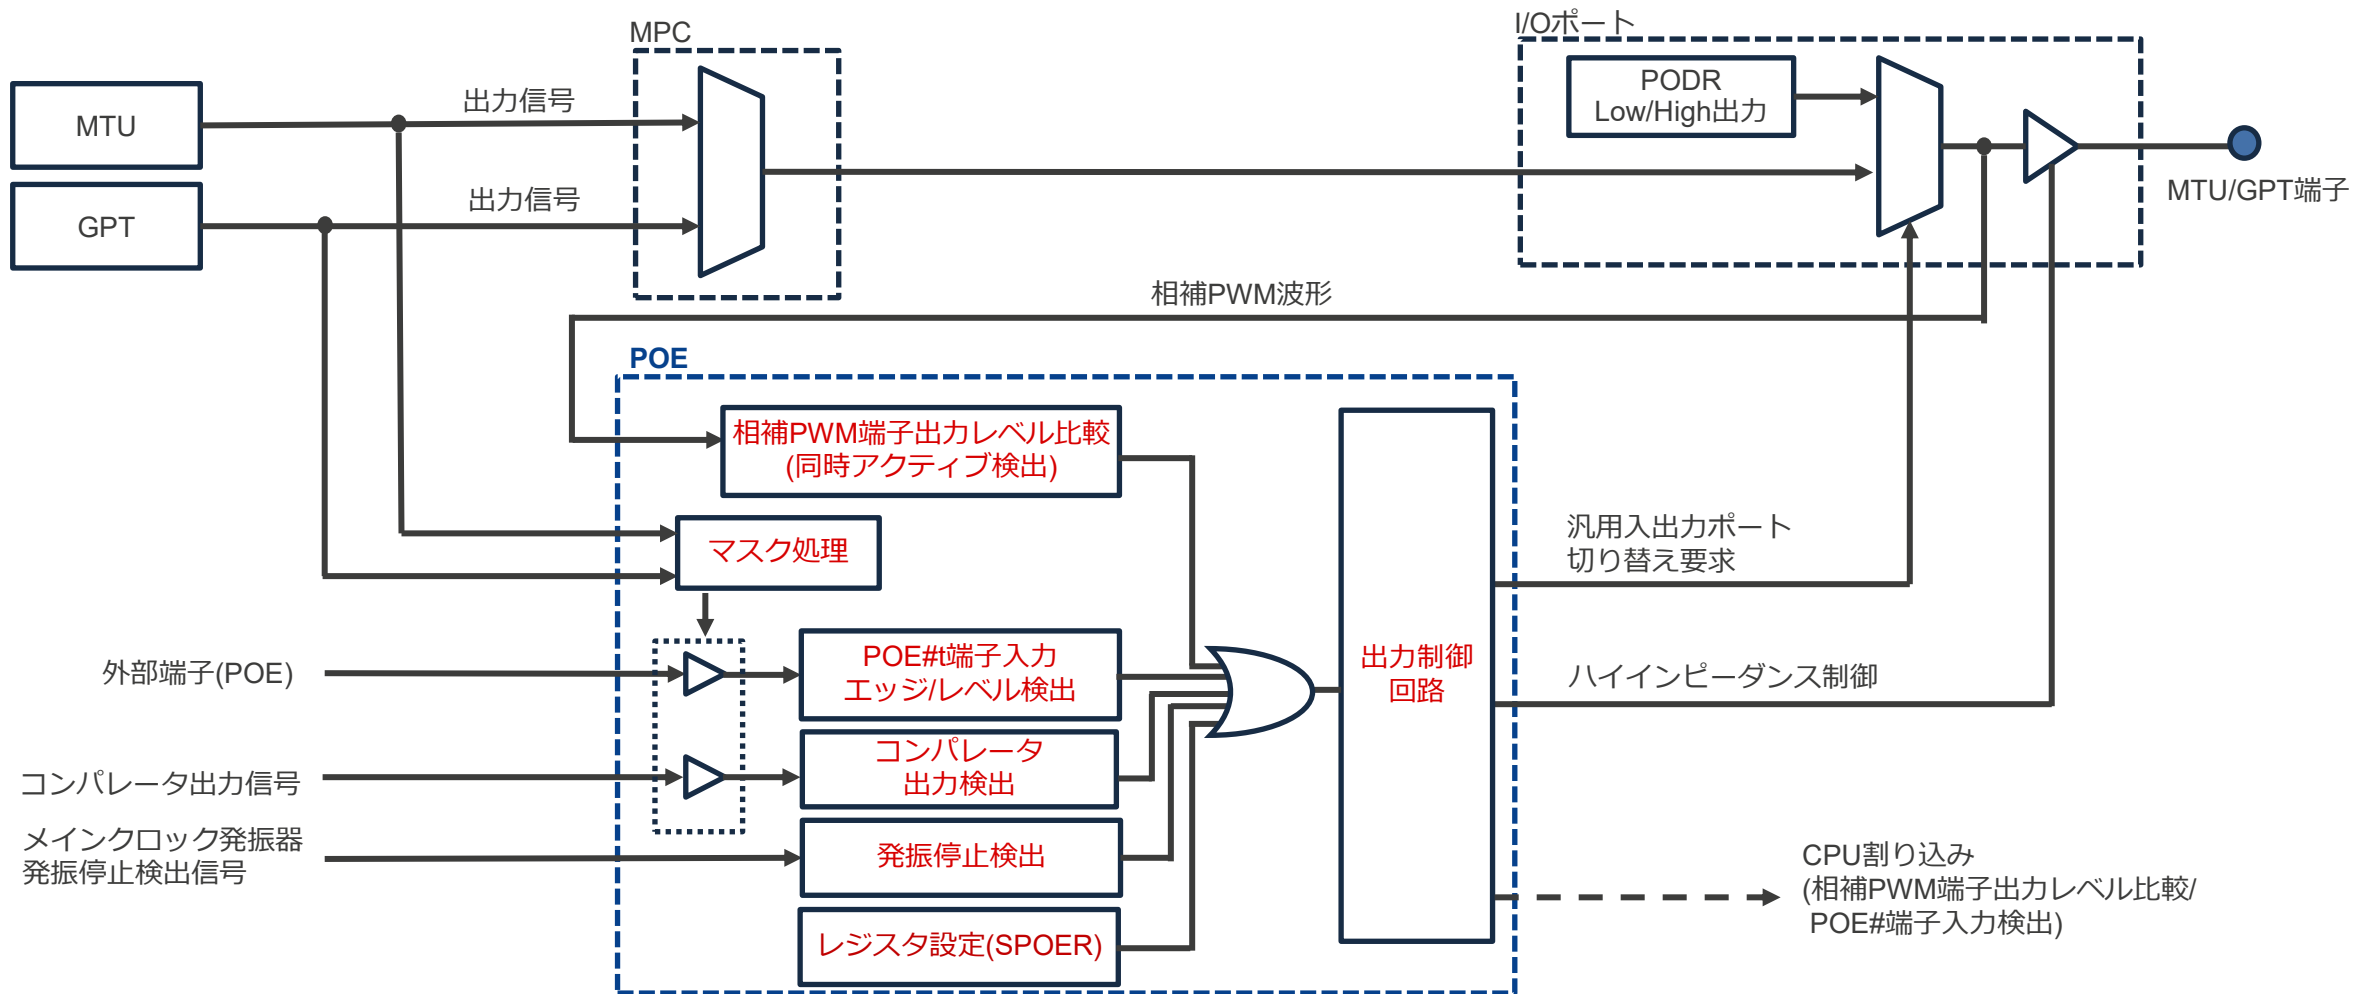 MPC
I/Oポート
MTU
出力信号
PODR
Low/High出力
GPT
出力信号
MTU/GPT端子
相補PWM波形
POE
相補PWM端子出力レベル比較
(同時アクティブ検出)
マスク処理
汎用入出力ポート
切り替え要求
外部端子(POE)
POE#t端子入力
エッジ/レベル検出
出力制御
回路
ハイインピーダンス制御
コンパレータ出力信号
コンパレータ
出力検出
メインクロック発振器
発振停止検出信号
発振停止検出
CPU割り込み
(相補PWM端子出力レベル比較/
POE#端子入力検出)
レジスタ設定(SPOER)